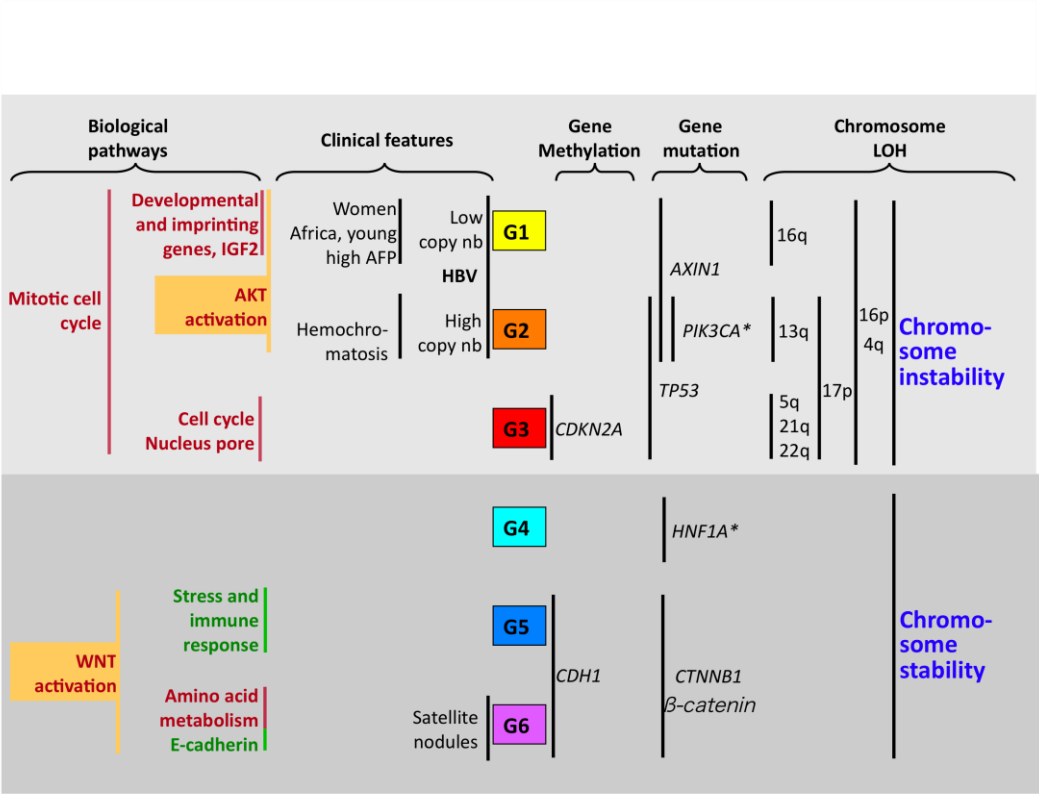 Biological
pathways
Clinical features
Gene
Methylation
Gene
mutation
Chromosome
LOH
Developmental
and imprinting
genes, IGF2
Mitotic cell
cycle
AKT
activation
Cell cycle
Nucleus pore
Women
Africa, young
high AFP
Low
copy nb
HBV
Hemochro-
matosis
High
copy nb
G1
G2
G3
CDKN2A
AXIN1
PIK3CA*
TP53
16q
13q
5q
21q
22q
17p
16p
4q
Chromo-
some
instability
G4
HNF1A*
Stress and
immune
response
WNT
activation
Amino acid
metabolism
E-cadherin
Satellite
nodules
G5
G6
CDH1
CTNNB1
β-catenin
Chromo-
some
stability